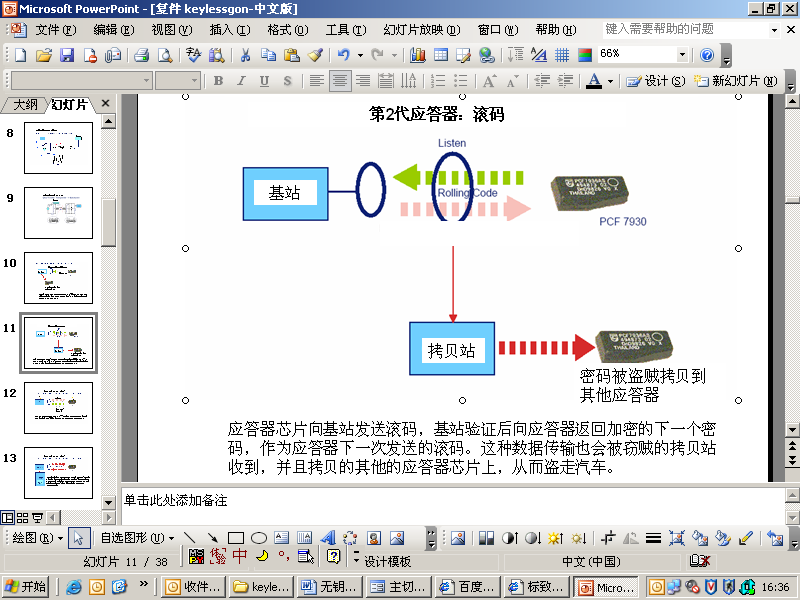 Microsoft PowerPoint - [复件 keylessgon-中文版]
文件(F) 编辑(E) 视图(V) 插入(I) 格式(O) 工具(T) 幻灯片放映(D) 窗口(W) 帮助(H) 键入需要帮助的问题
66%
B I U S A A A 设计(S) 新幻灯片(N)
大纲 幻灯片
8
9
10
11
12
13
第2代应答器：滚码
Listen
基站
Rolling Code
PCF 7930
拷贝站
密码被盗贼拷贝到
其他应答器
应答器芯片向基站发送滚码，基站验证后向应答器返回加密的下一个密
码，作为应答器下一次发送的滚码。这种数据传输也会被窃贼的拷贝站
收到，并且拷贝的其他的应答器芯片上，从而盗走汽车。
单击此处添加备注
绘图(R) 自选图形(U)
幻灯片 11 / 38 中 设计模板 中文(中国)
开始 收件... keyle... 无钥... 主切... 百度... 标致... Micro... 16:36